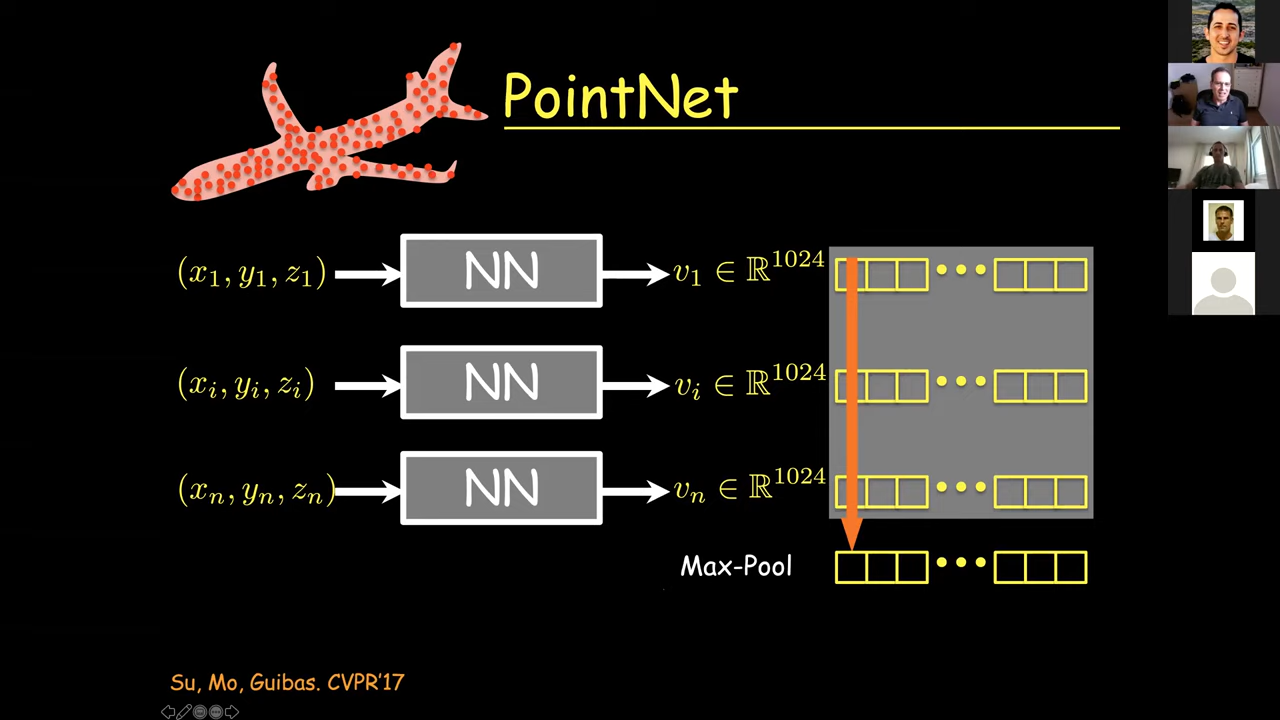 PointNet
(x₁, y₁, z₁) NN v₁ ∈ ℝ¹⁰²⁴ •••
(xᵢ, yᵢ, zᵢ) NN vᵢ ∈ ℝ¹⁰²⁴ •••
(xₙ, yₙ, zₙ) NN vₙ ∈ ℝ¹⁰²⁴ •••
Max-Pool •••
Su, Mo, Guibas. CVPR'17